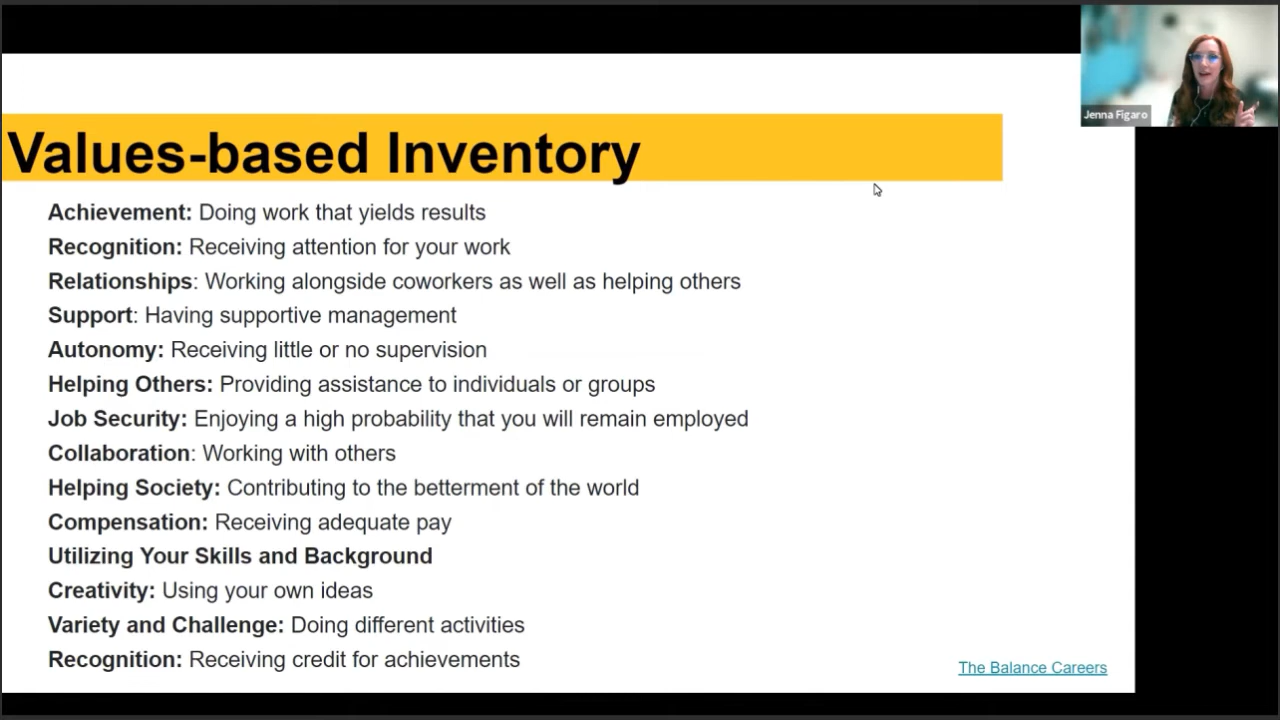 Jenna Figaro
Values-based Inventory
Achievement: Doing work that yields results
Recognition: Receiving attention for your work
Relationships: Working alongside coworkers as well as helping others
Support: Having supportive management
Autonomy: Receiving little or no supervision
Helping Others: Providing assistance to individuals or groups
Job Security: Enjoying a high probability that you will remain employed
Collaboration: Working with others
Helping Society: Contributing to the betterment of the world
Compensation: Receiving adequate pay
Utilizing Your Skills and Background
Creativity: Using your own ideas
Variety and Challenge: Doing different activities
Recognition: Receiving credit for achievements
The Balance Careers